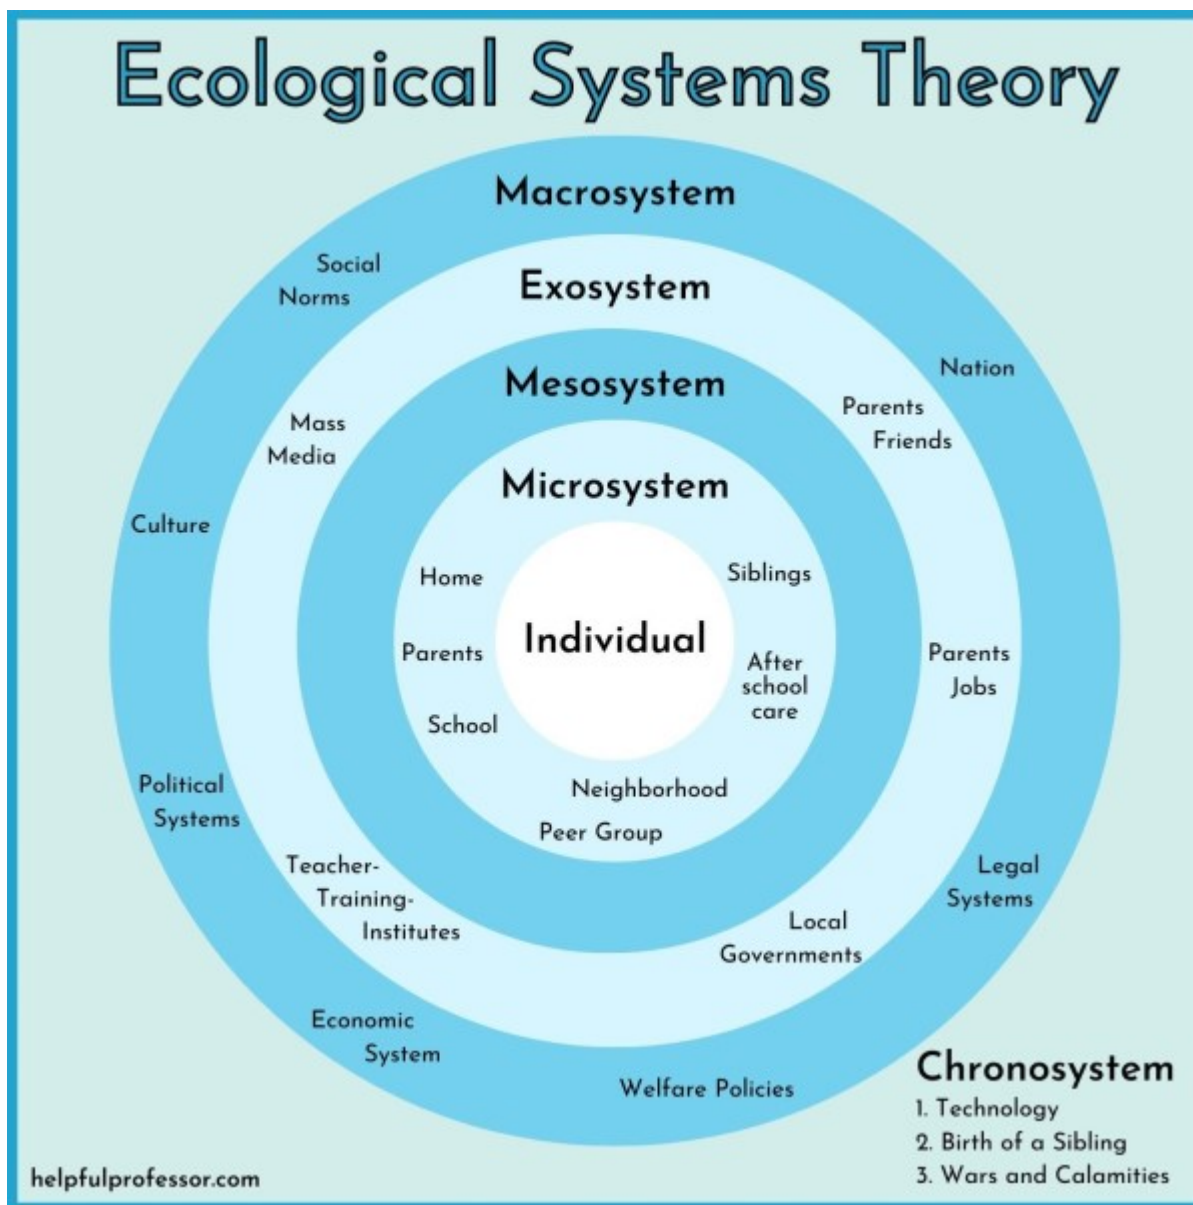 Ecological Systems Theory
Macrosystem
Social
Norms
Exosystem
Nation
Mesosystem
Parents
Friends
Mass
Media
Microsystem
Culture
Home
Siblings
Individual
Parents
After
school
care
Parents
Jobs
School
Political
Systems
Neighborhood
Peer Group
Teacher-
Training-
Institutes
Legal
Systems
Local
Governments
Economic
System
Welfare Policies
Chronosystem
1. Technology
2. Birth of a Sibling
3. Wars and Calamities
helpfulprofessor.com